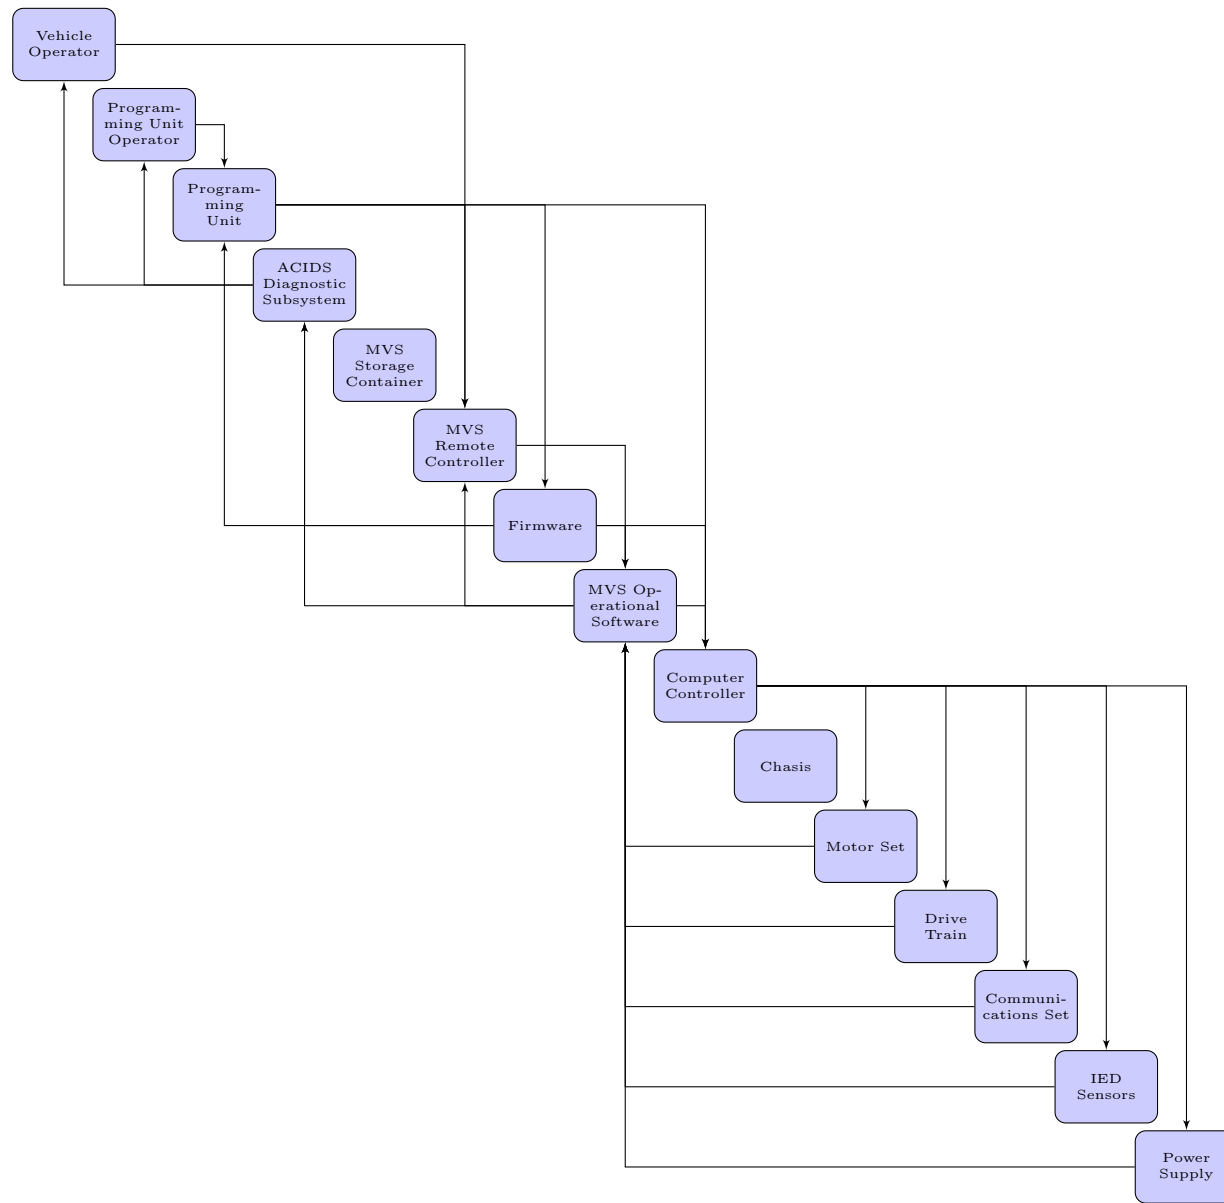 Vehicle
Operator
Program-
ming Unit
Operator
Program-
ming
Unit
ACIDS
Diagnostic
Subsystem
MVS
Storage
Container
MVS
Remote
Controller
Firmware
MVS Op-
erational
Software
Computer
Controller
Chasis
Motor Set
Drive
Train
Communi-
cations Set
IED
Sensors
Power
Supply